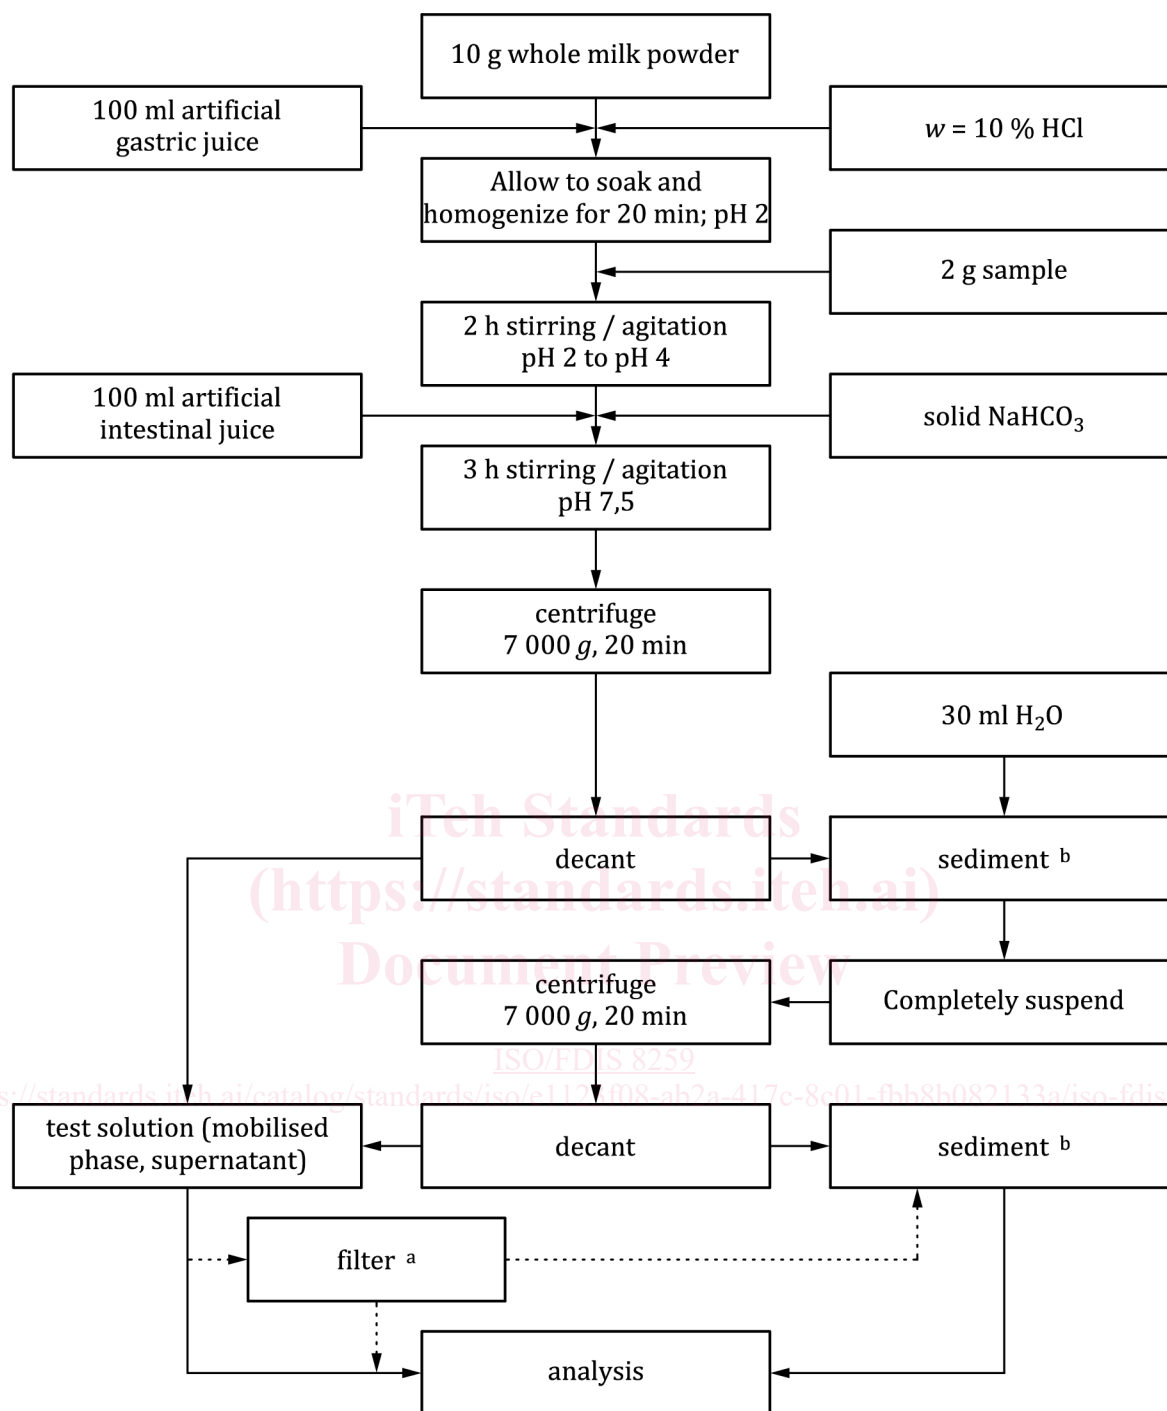 10 g whole milk powder
100 ml artificial
gastric juice
w = 10 % HCl
Allow to soak and
homogenize for 20 min; pH 2
2 g sample
2 h stirring / agitation
pH 2 to pH 4
100 ml artificial
intestinal juice
solid NaHCO₃
3 h stirring / agitation
pH 7,5
centrifuge
7 000 g, 20 min
30 ml H₂O
iTeh Standards
decant
sediment ᵇ
(https://standards.iteh.ai)
Document Preview
centrifuge
7 000 g, 20 min
Completely suspend
ISO/FDIS 8259
test solution (mobilised
phase, supernatant)
decant
sediment ᵇ
filter ᵃ
analysis